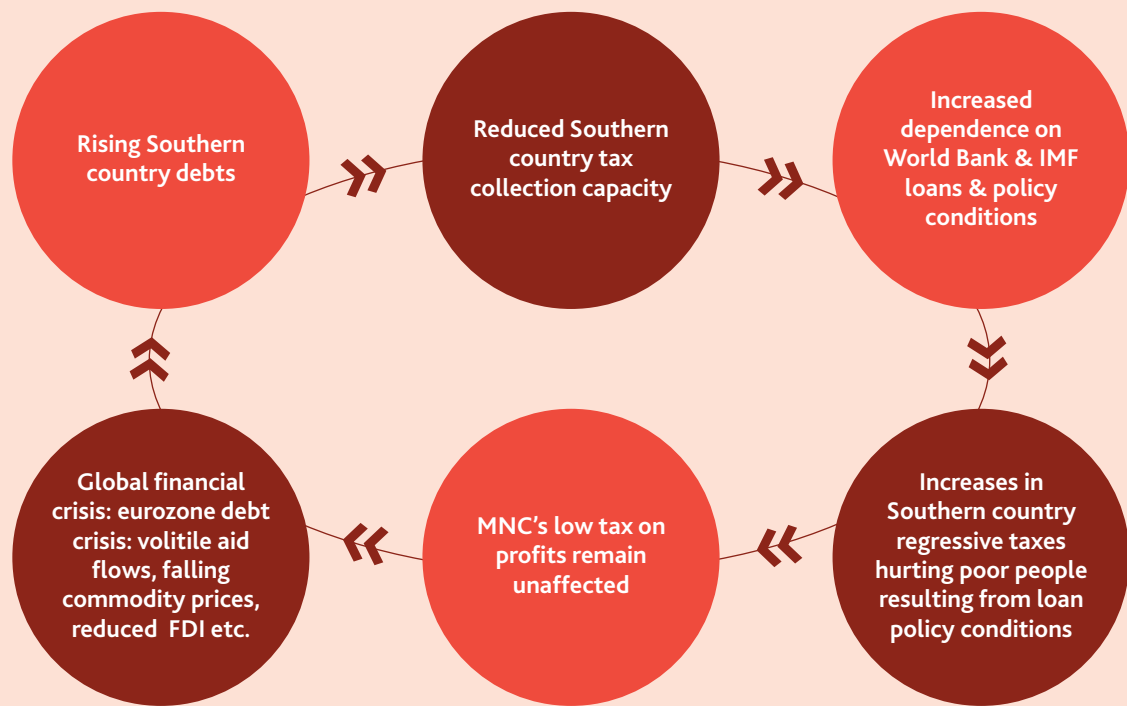 Rising Southern
country debts
Reduced Southern
country tax
collection capacity
Increased
dependence on
World Bank & IMF
loans & policy
conditions
Increases in
Southern country
regressive taxes
hurting poor people
resulting from loan
policy conditions
MNC's low tax on
profits remain
unaffected
Global financial
crisis: eurozone debt
crisis: volitile aid
flows, falling
commodity prices,
reduced FDI etc.